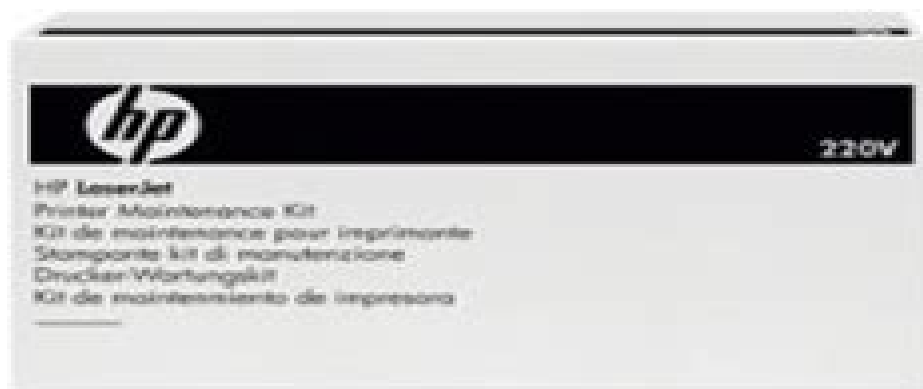 hp
220V
HP LaserJet
Printer Maintenance Kit
Kit de maintenance pour imprimante
Stampante kit di manutenzione
Drucker-Wartungskit
Kit de mantenimiento de impresora